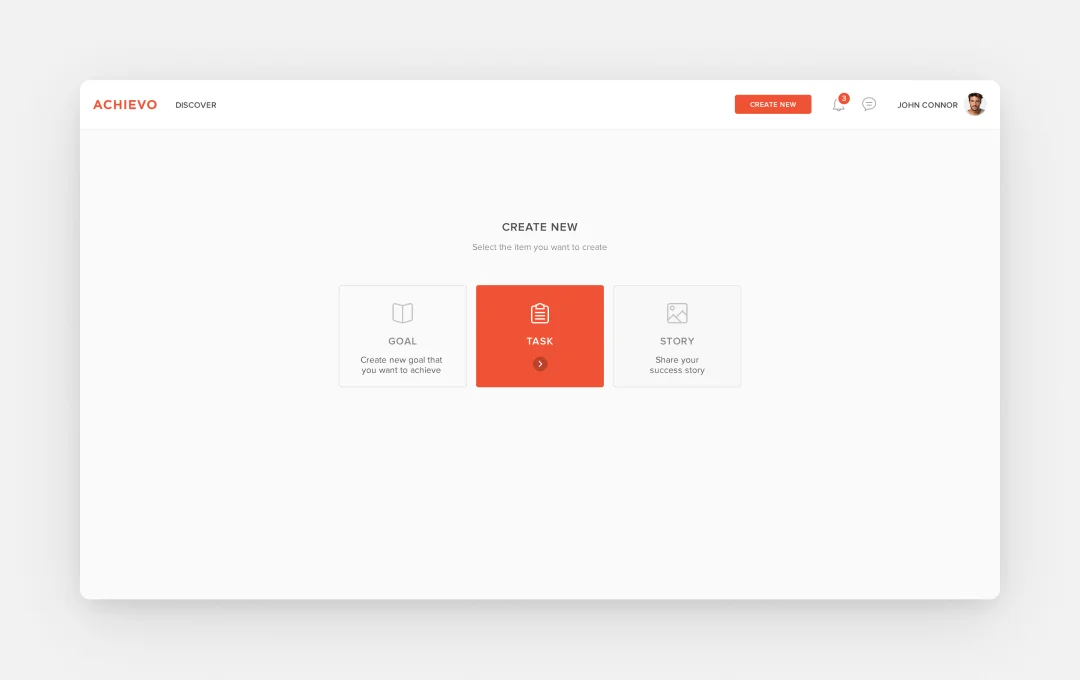 ACHIEVO
DISCOVER
CREATE NEW
3
JOHN CONNOR
CREATE NEW
Select the item you want to create
GOAL
Create new goal that
you want to achieve
TASK
STORY
Share your
success story